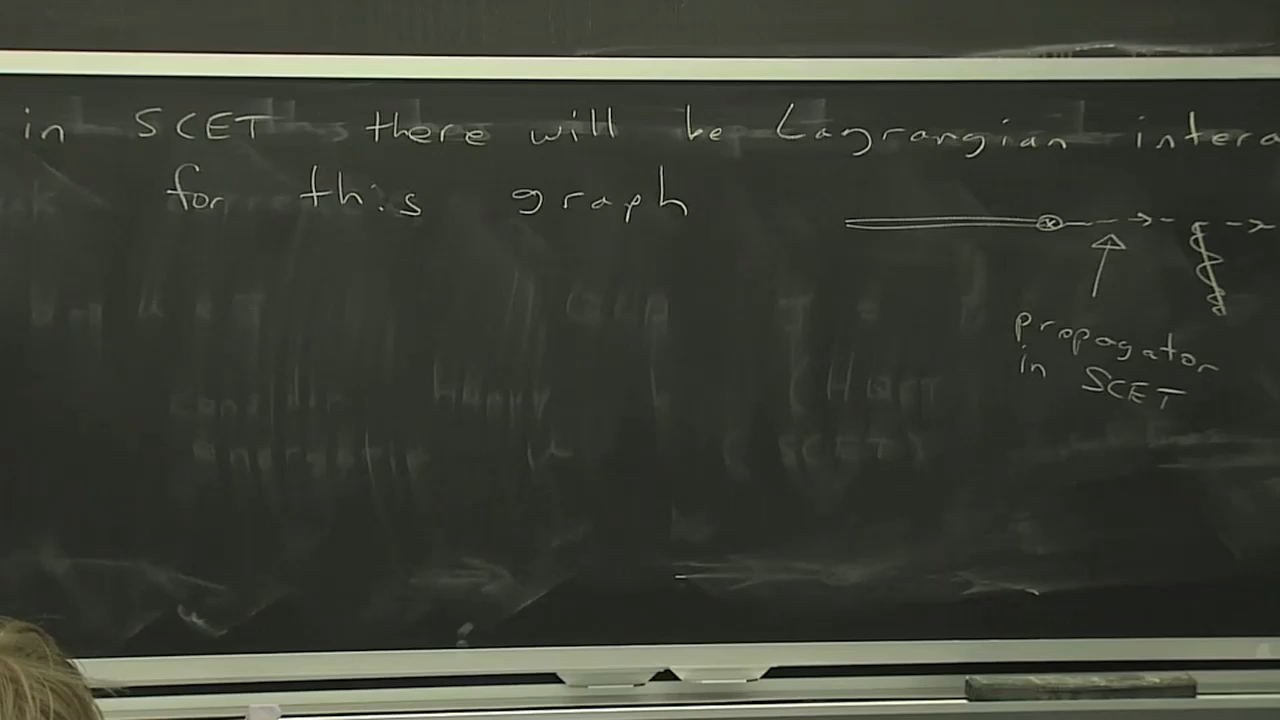 in SCET there will be Lagrangian intera
for this graph
propagator
in SCET